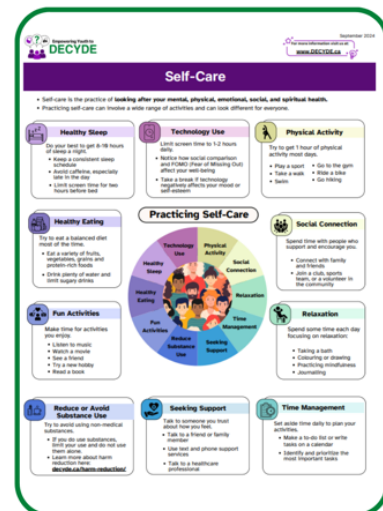 September 2024
Empowering Youth to
DECYDE
For more information visit us at:
www.DECYDE.ca
Self-Care
• Self-care is the practice of looking after your mental, physical, emotional, social, and spiritual health.
• Practicing self-care can involve a wide range of activities and can look different for everyone.
Healthy Sleep
Do your best to get 8-10 hours
of sleep a night.
• Keep a consistent sleep
schedule
• Avoid caffeine, especially
late in the day
• Limit screen time for two
hours before bed
Technology Use
Limit screen time to 1-2 hours
daily.
• Notice how social comparison
and FOMO (Fear of Missing Out)
affect your well-being
• Take a break if technology
negatively affects your mood or
self-esteem
Physical Activity
Try to get 1 hour of physical
activity most days.
• Play a sport
• Take a walk
• Swim
• Go to the gym
• Ride a bike
• Go hiking
Healthy Eating
Try to eat a balanced diet
most of the time.
• Eat a variety of fruits,
vegetables, grains and
protein-rich foods
• Drink plenty of water and
limit sugary drinks
Practicing Self-Care
Technology
Use
Physical
Activity
Healthy
Sleep
Social
Connection
Healthy
Eating
Relaxation
Fun
Activities
Time
Management
Reduce
Substance
Use
Seeking
Support
Social Connection
Spend time with people who
support and encourage you.
• Connect with family
and friends
• Join a club, sports
team, or a volunteer in
the community
Fun Activities
Make time for activities
you enjoy.
• Listen to music
• Watch a movie
• See a friend
• Try a new hobby
• Read a book
Relaxation
Spend some time each day
focusing on relaxation:
• Taking a bath
• Colouring or drawing
• Practicing mindfulness
• Journalling
Reduce or Avoid
Substance Use
Try to avoid using non-medical
substances.
• If you do use substances,
limit your use and do not use
them alone.
• Learn more about harm
reduction here:
decyde.ca/harm-reduction/
Seeking Support
Talk to someone you trust
about how you feel.
• Talk to a friend or family
member
• Use text and phone support
services
• Talk to a healthcare
professional
Time Management
Set aside time daily to plan your
activities.
• Make a to-do list or write
tasks on a calendar
• Identify and prioritize the
most important tasks